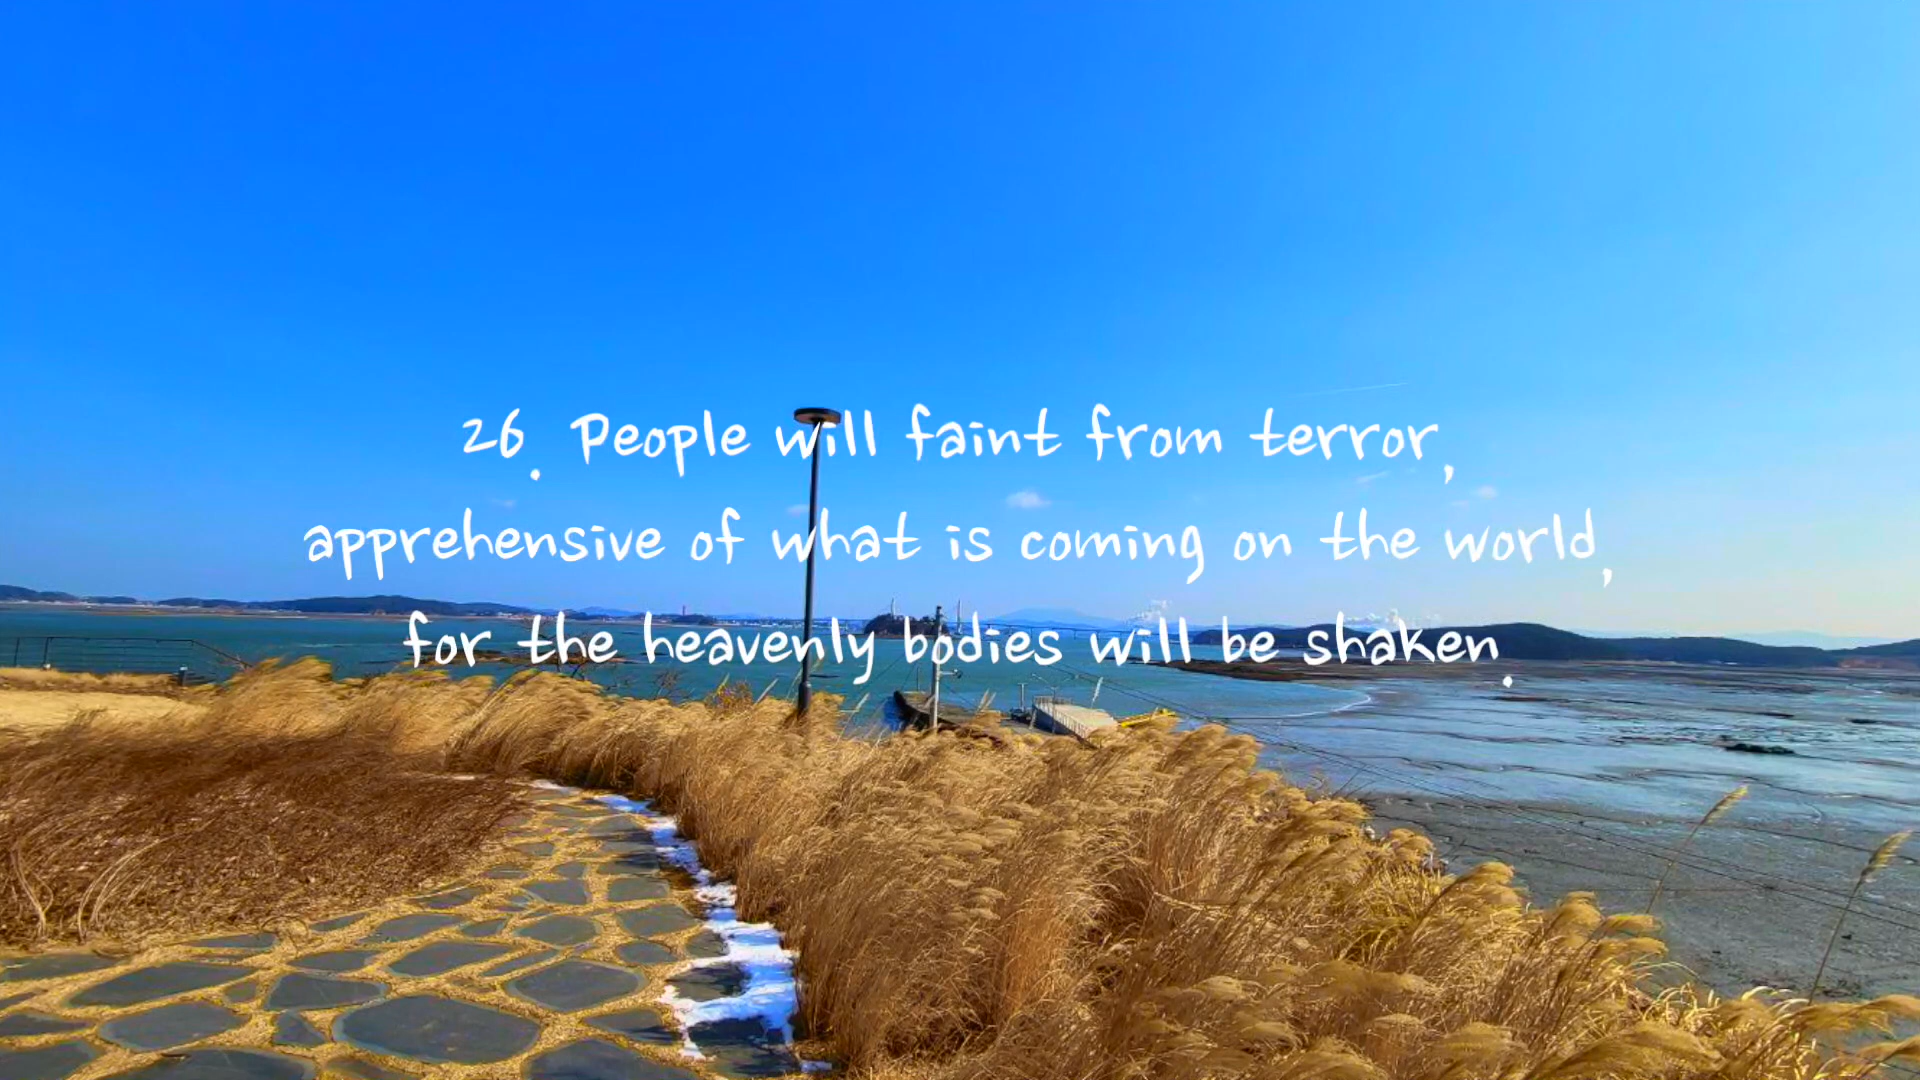 26. People will faint from terror,
apprehensive of what is coming on the world,
for the heavenly bodies will be shaken.